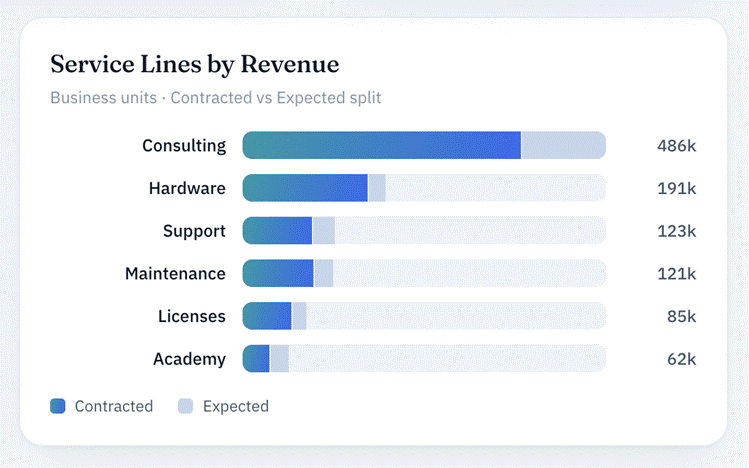 Service Lines by Revenue
Business units · Contracted vs Expected split
Consulting 486k
Hardware 191k
Support 123k
Maintenance 121k
Licenses 85k
Academy 62k
Contracted Expected